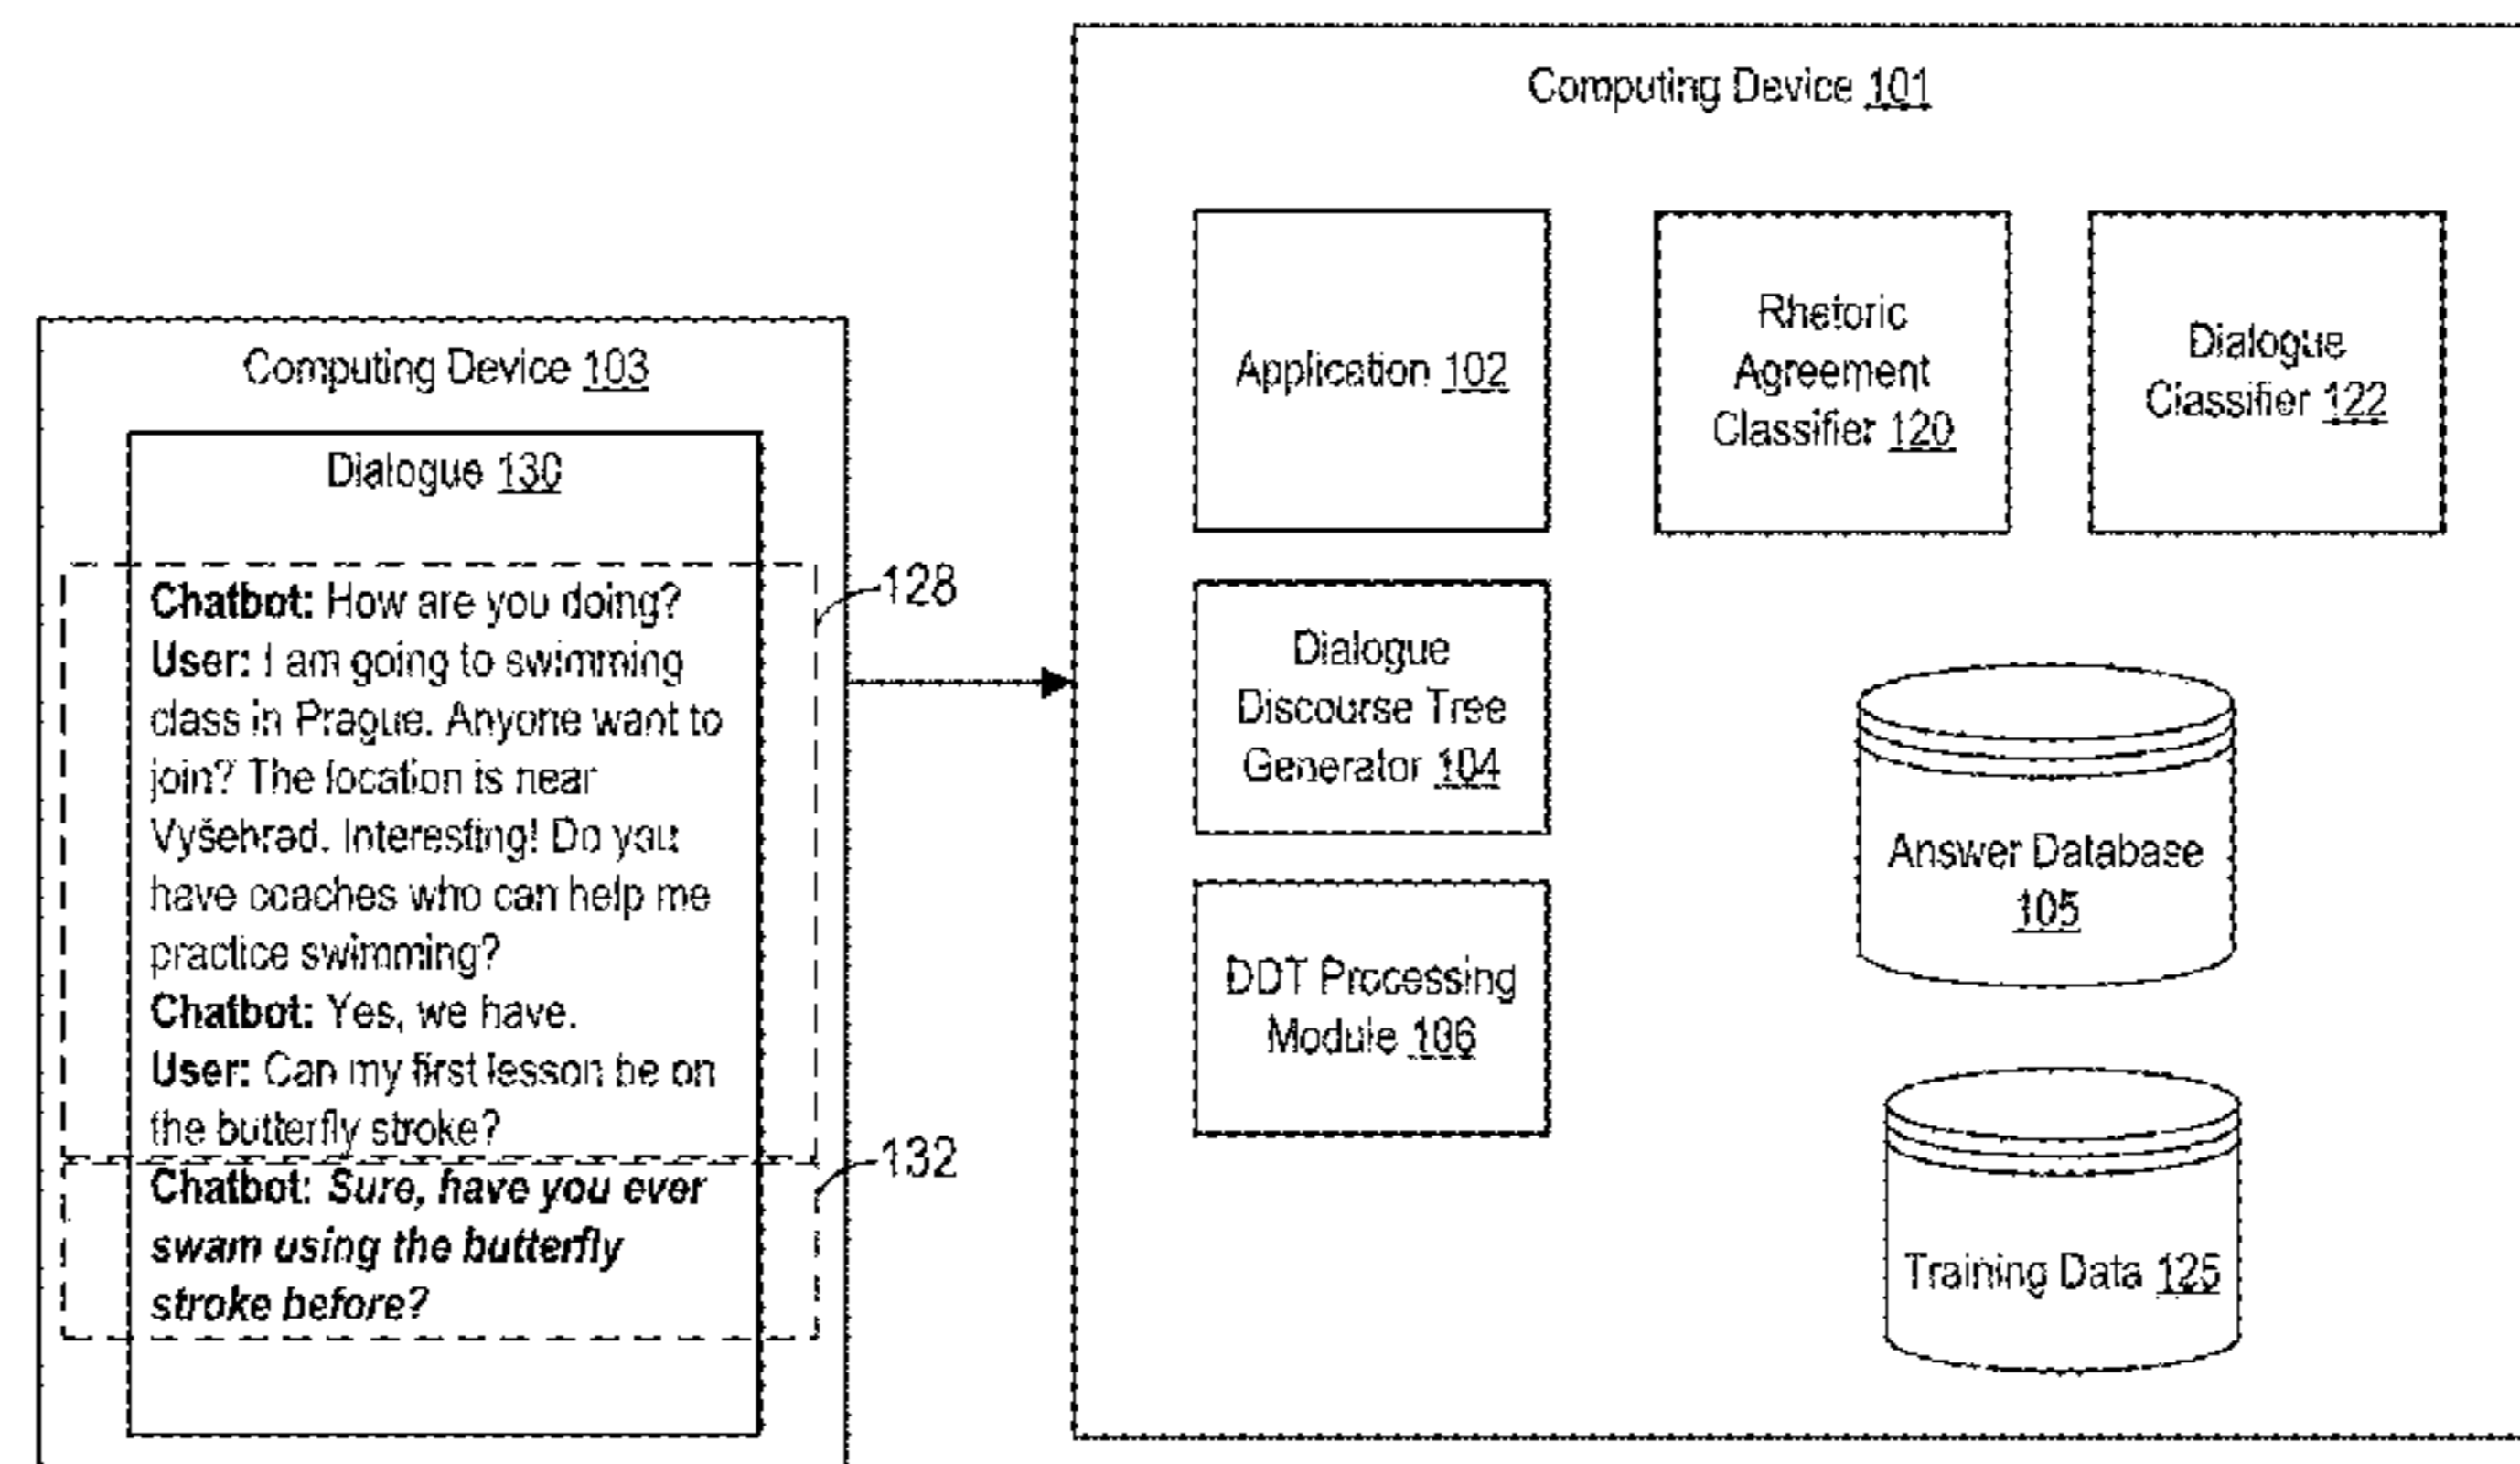 Computing Device 101
Application 102
Rhetoric
Agreement
Classifier 120
Dialogue
Classifier 122
Computing Device 103
Dialogue 130
128
Chatbot: How are you doing?
User: I am going to swimming
class in Prague. Anyone want to
join? The location is near
Vyšehrad. Interesting! Do you
have coaches who can help me
practice swimming?
Chatbot: Yes, we have.
User: Can my first lesson be on
the butterfly stroke?
132
Chatbot: Sure, have you ever
swam using the butterfly
stroke before?
Dialogue
Discourse Tree
Generator 104
DDT Processing
Module 106
Answer Database
105
Training Data 125